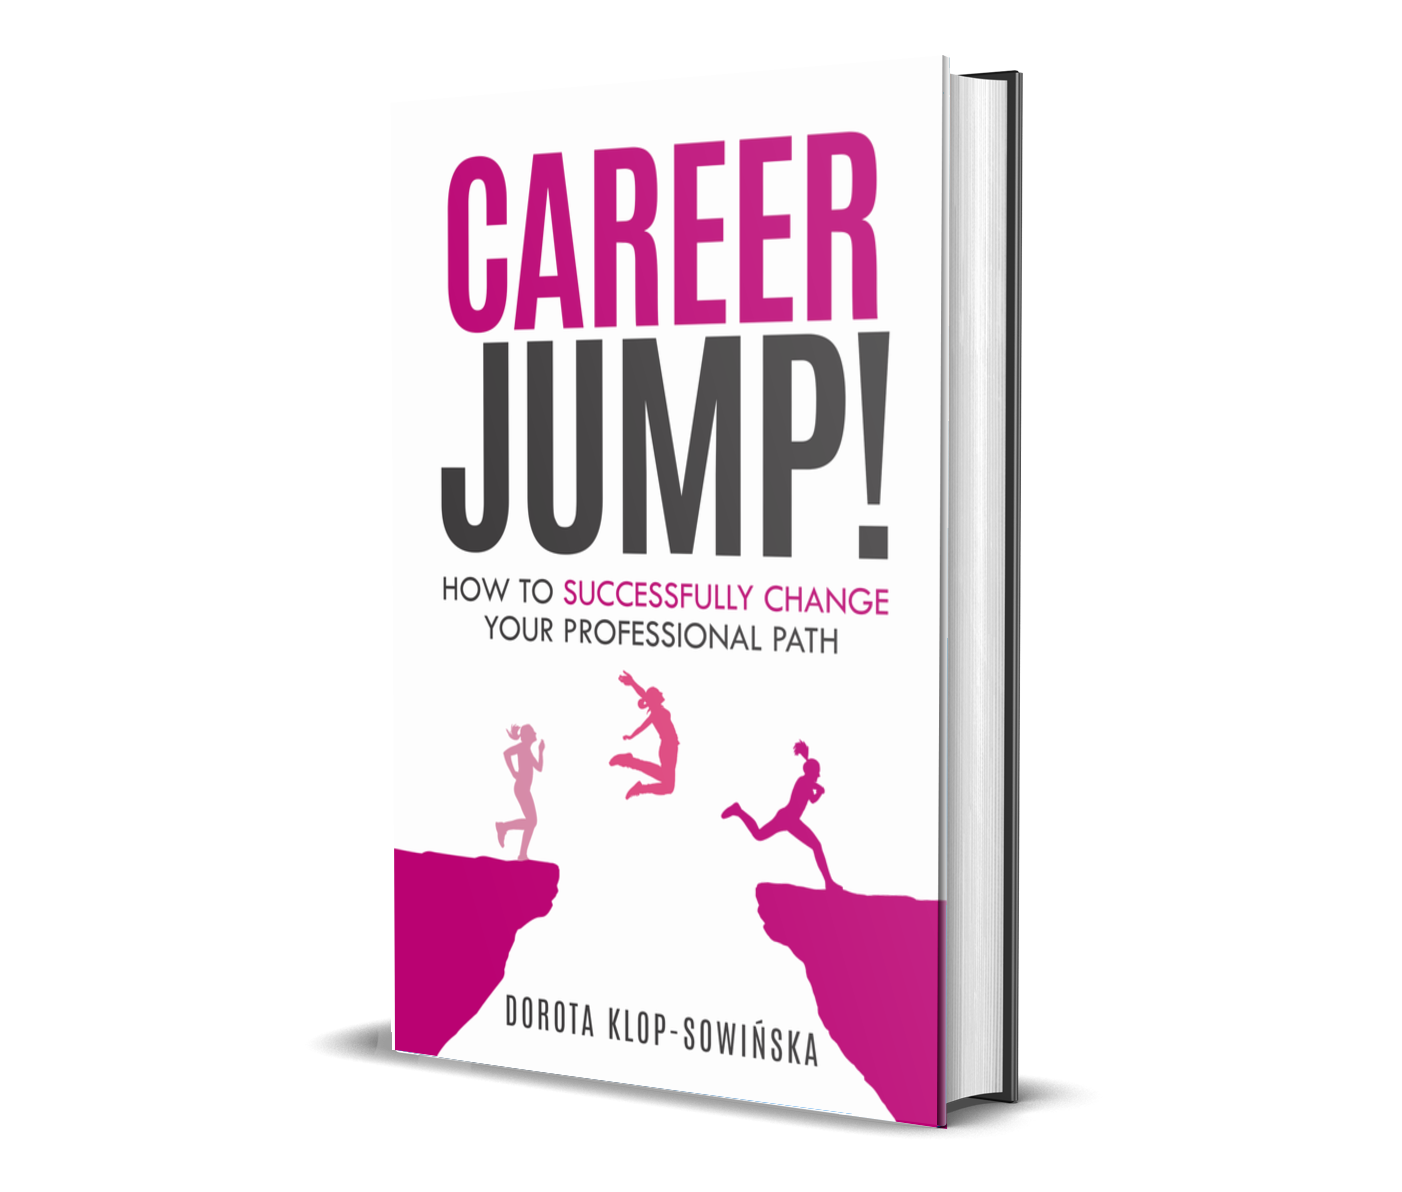 CAREER
JUMP!
HOW TO SUCCESSFULLY CHANGE
YOUR PROFESSIONAL PATH
DOROTA KLOP-SOWIŃSKA